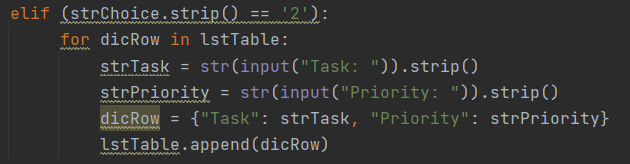 elif (strChoice.strip() == '2'):
    for dicRow in lstTable:
        strTask = str(input("Task: ")).strip()
        strPriority = str(input("Priority: ")).strip()
        dicRow = {"Task": strTask, "Priority": strPriority}
        lstTable.append(dicRow)